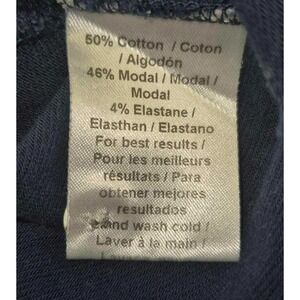 50% Cotton / Coton
/ Algodón
46% Modal / Modal /
Modal
4% Elastane /
Elasthan / Elastano
For best results /
Pour les meilleurs
résultats / Para
obtener mejores
resultados
wash cold /
Laver à la main /